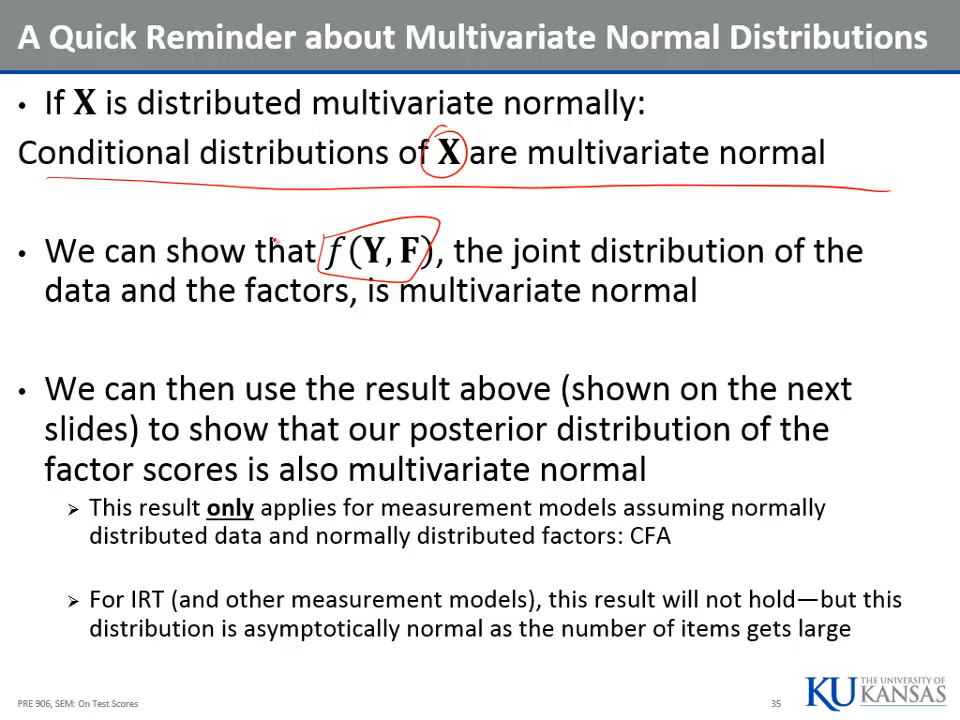 A Quick Reminder about Multivariate Normal Distributions
• If X is distributed multivariate normally:
Conditional distributions of X are multivariate normal
• We can show that f(Y, F), the joint distribution of the
data and the factors, is multivariate normal
• We can then use the result above (shown on the next
slides) to show that our posterior distribution of the
factor scores is also multivariate normal
➢ This result only applies for measurement models assuming normally
distributed data and normally distributed factors: CFA
➢ For IRT (and other measurement models), this result will not hold—but this
distribution is asymptotically normal as the number of items gets large
PRE 906, SEM: On Test Scores
35
KU THE UNIVERSITY OF
KANSAS